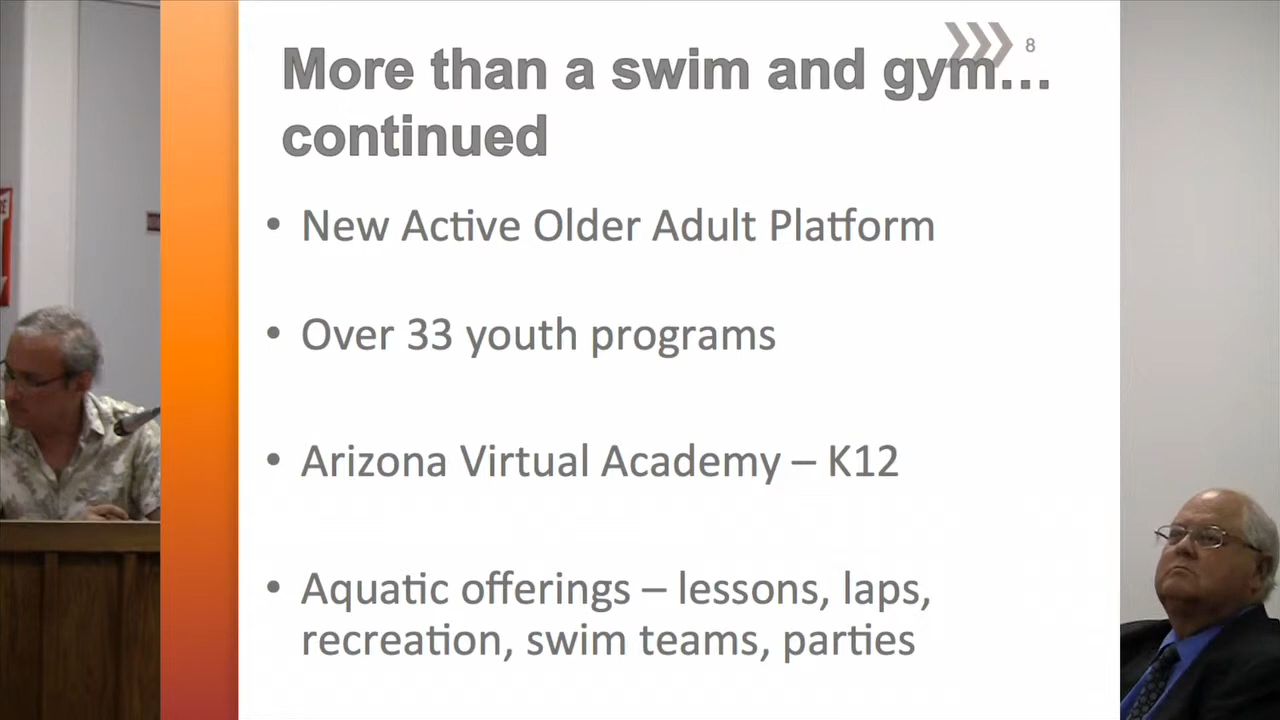 8
More than a swim and gym…
continued
• New Active Older Adult Platform
• Over 33 youth programs
• Arizona Virtual Academy – K12
• Aquatic offerings – lessons, laps,
recreation, swim teams, parties